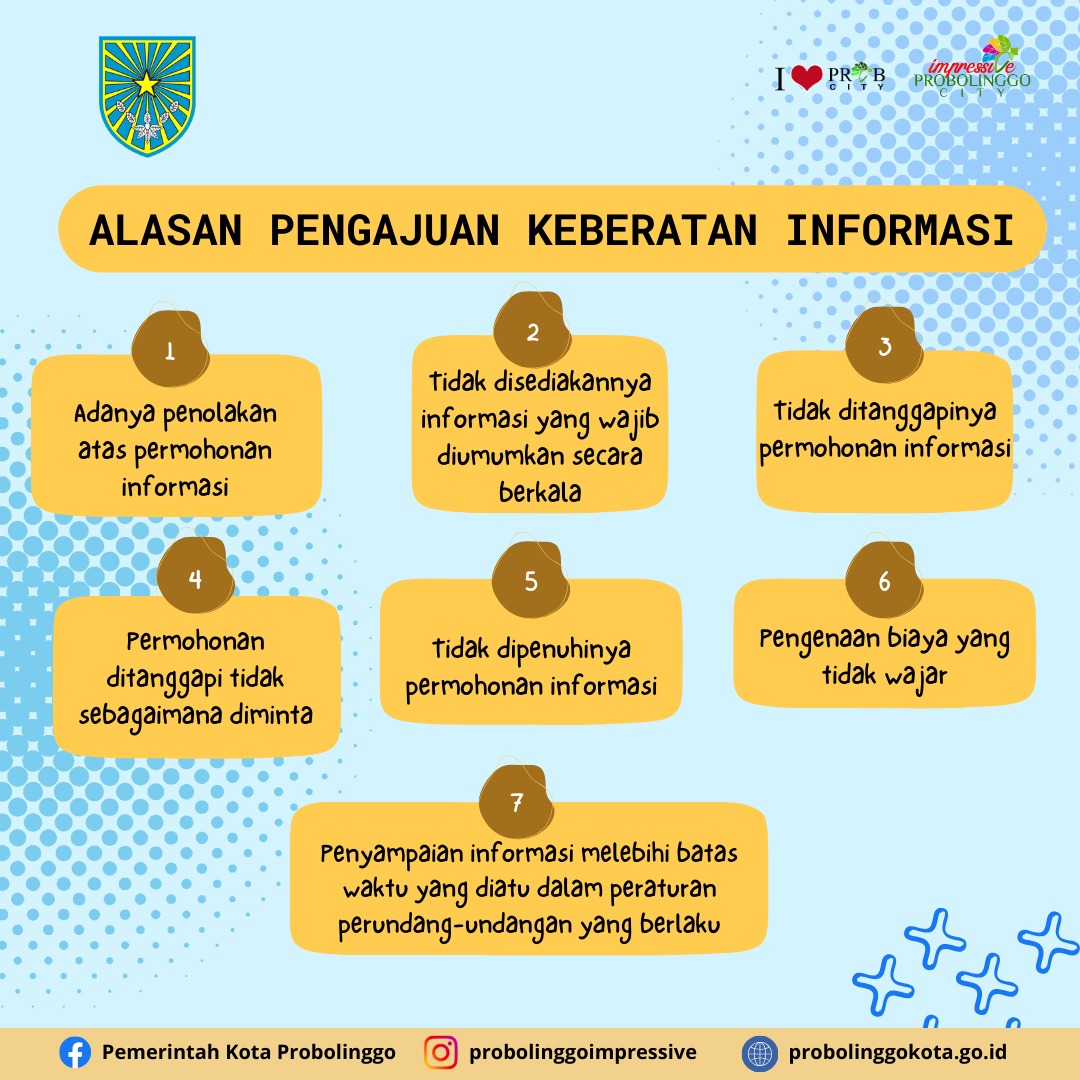 I PROB
CITY
impressive
PROBOLINGGO
CITY
ALASAN PENGAJUAN KEBERATAN INFORMASI
1
Adanya penolakan
atas permohonan
informasi
2
Tidak disediakannya
informasi yang wajib
diumumkan secara
berkala
3
Tidak ditanggapinya
permohonan informasi
4
Permohonan
ditanggapi tidak
sebagaimana diminta
5
Tidak dipenuhinya
permohonan informasi
6
Pengenaan biaya yang
tidak wajar
7
Penyampaian informasi melebihi batas
waktu yang diatu dalam peraturan
perundang-undangan yang berlaku
Pemerintah Kota Probolinggo
probolinggoimpressive
probolinggokota.go.id